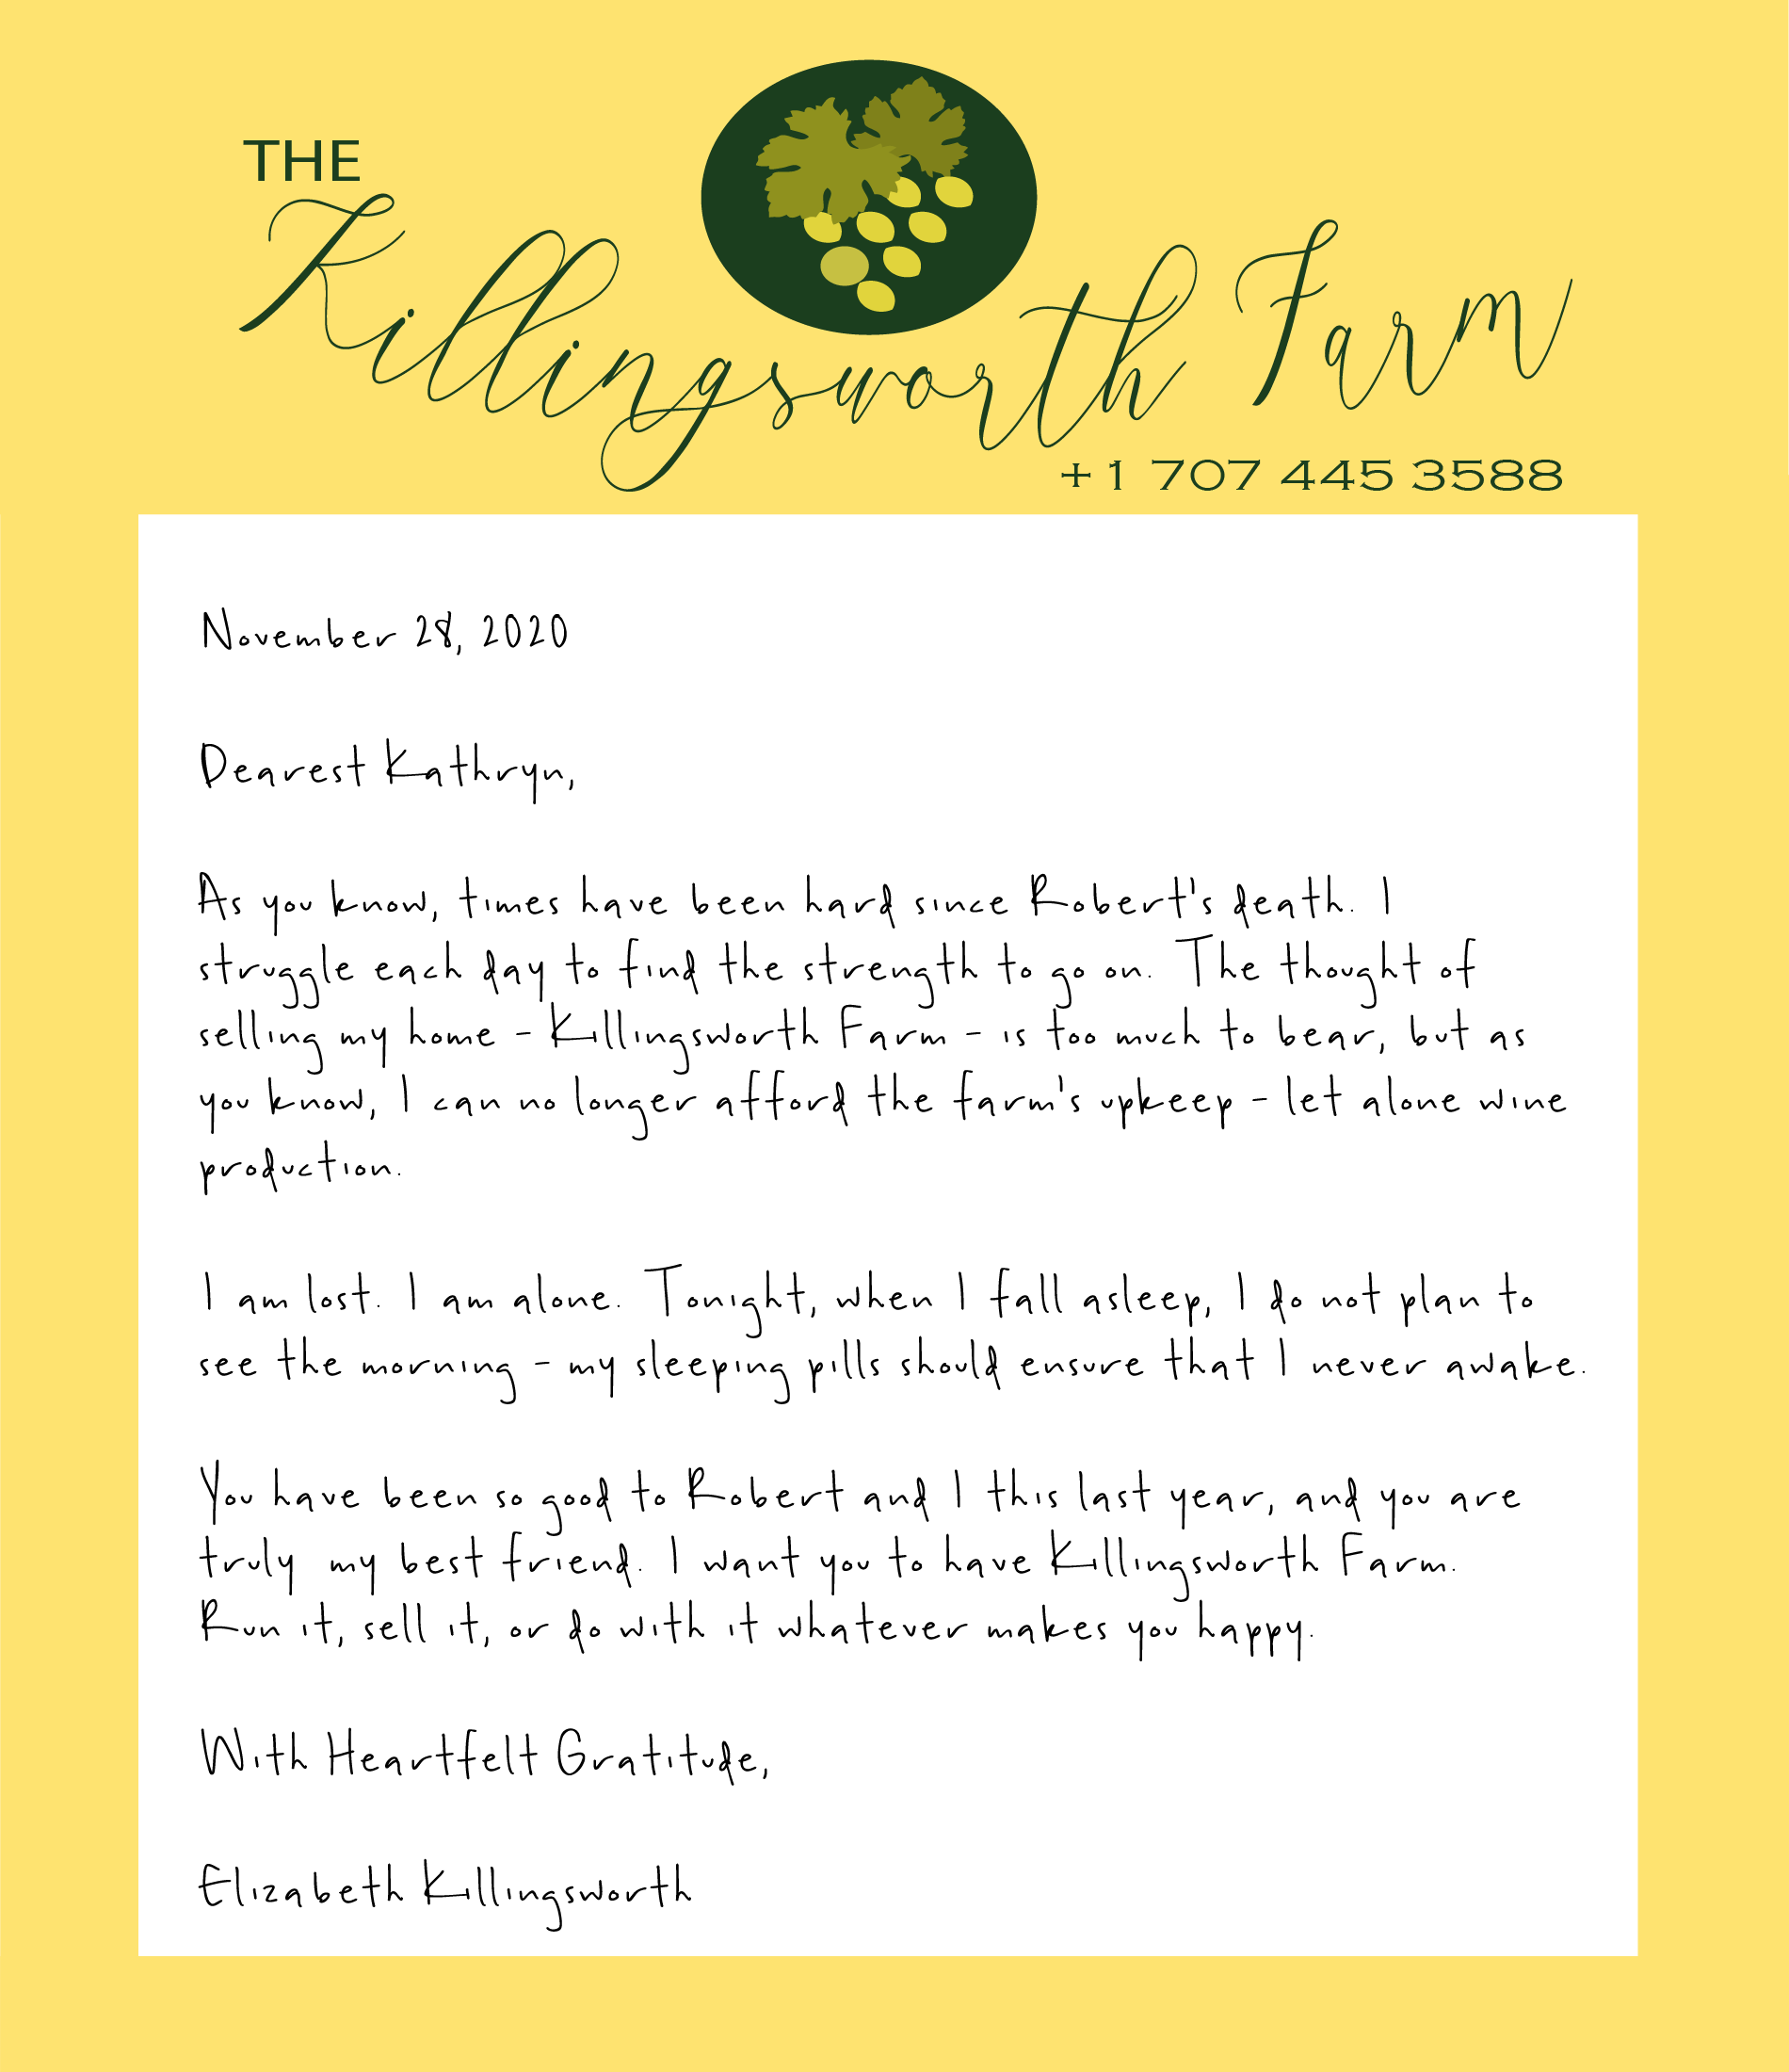 THE
Killingsworth Farm
+1 707 445 3588
November 28, 2020
Dearest Kathryn,
As you know, times have been hard since Robert's death. I
struggle each day to find the strength to go on. The thought of
selling my home - Killingsworth Farm - is too much to bear, but as
you know, I can no longer afford the farm's upkeep - let alone wine
production.
I am lost. I am alone. Tonight, when I fall asleep, I do not plan to
see the morning - my sleeping pills should ensure that I never awake.
You have been so good to Robert and I this last year, and you are
truly my best friend. I want you to have Killingsworth Farm.
Run it, sell it, or do with it whatever makes you happy.
With Heartfelt Gratitude,
Elizabeth Killingsworth